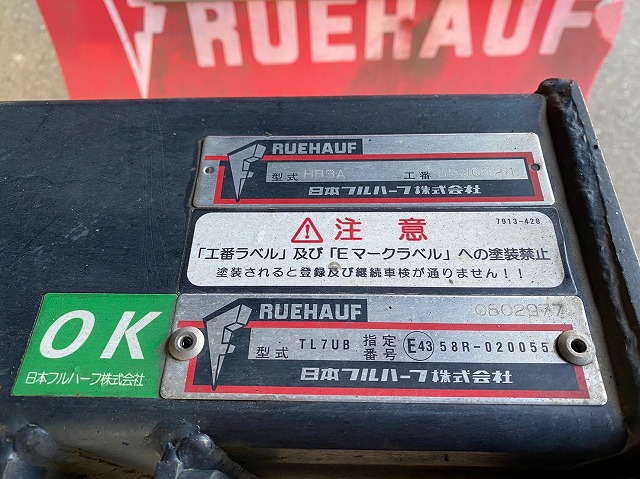 RUEHAUF
RUEHAUF
型式 HB3A 工番
日本フルハーフ株式会社
注意
7913-428
「工番ラベル」及び「Eマークラベル」への塗装禁止
塗装されると登録及び継続車検が通りません!!
RUEHAUF 0802977
型式 TL7UB 指定番号 E43 58R-020055
日本フルハーフ株式会社
OK
日本フルハーフ株式会社